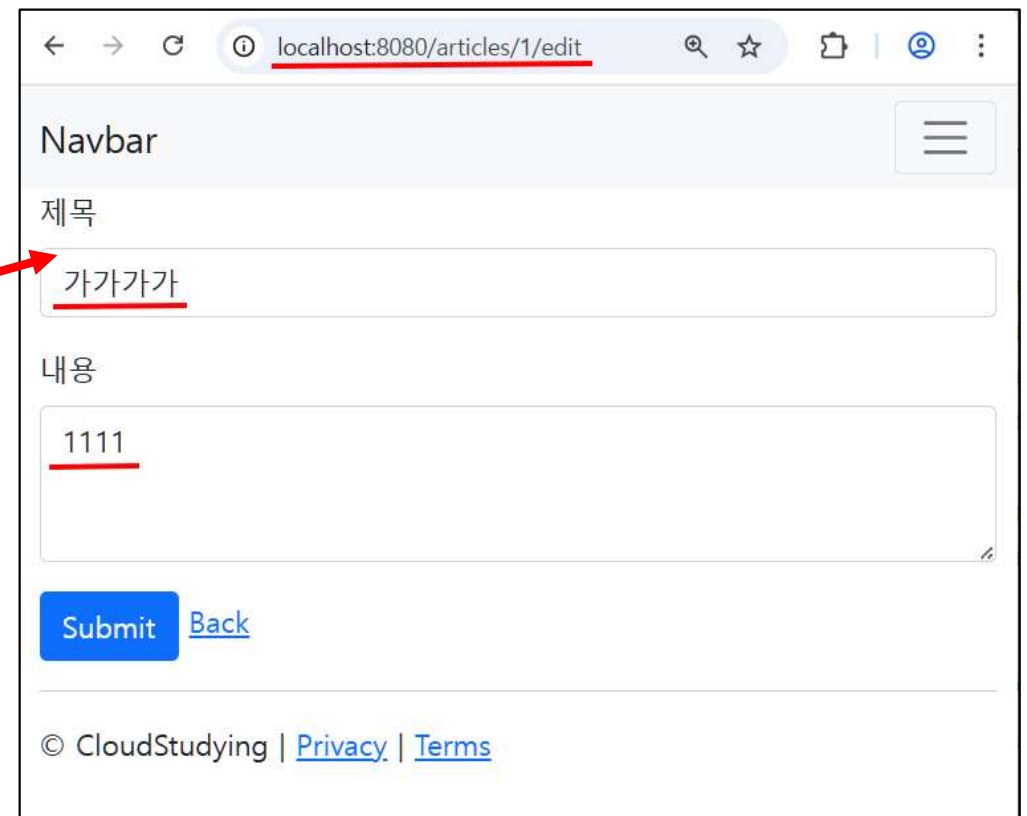 localhost:8080/articles/1/edit
Navbar
제목
가가가가
내용
1111
Submit Back
© CloudStudying | Privacy | Terms